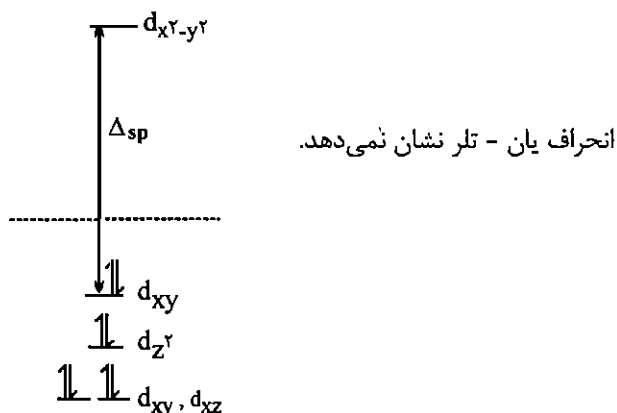 dx۲-y۲
Δsp
انحراف یان - تلر نشان نمی‌دهد.
dxy
dz۲
dxy , dxz